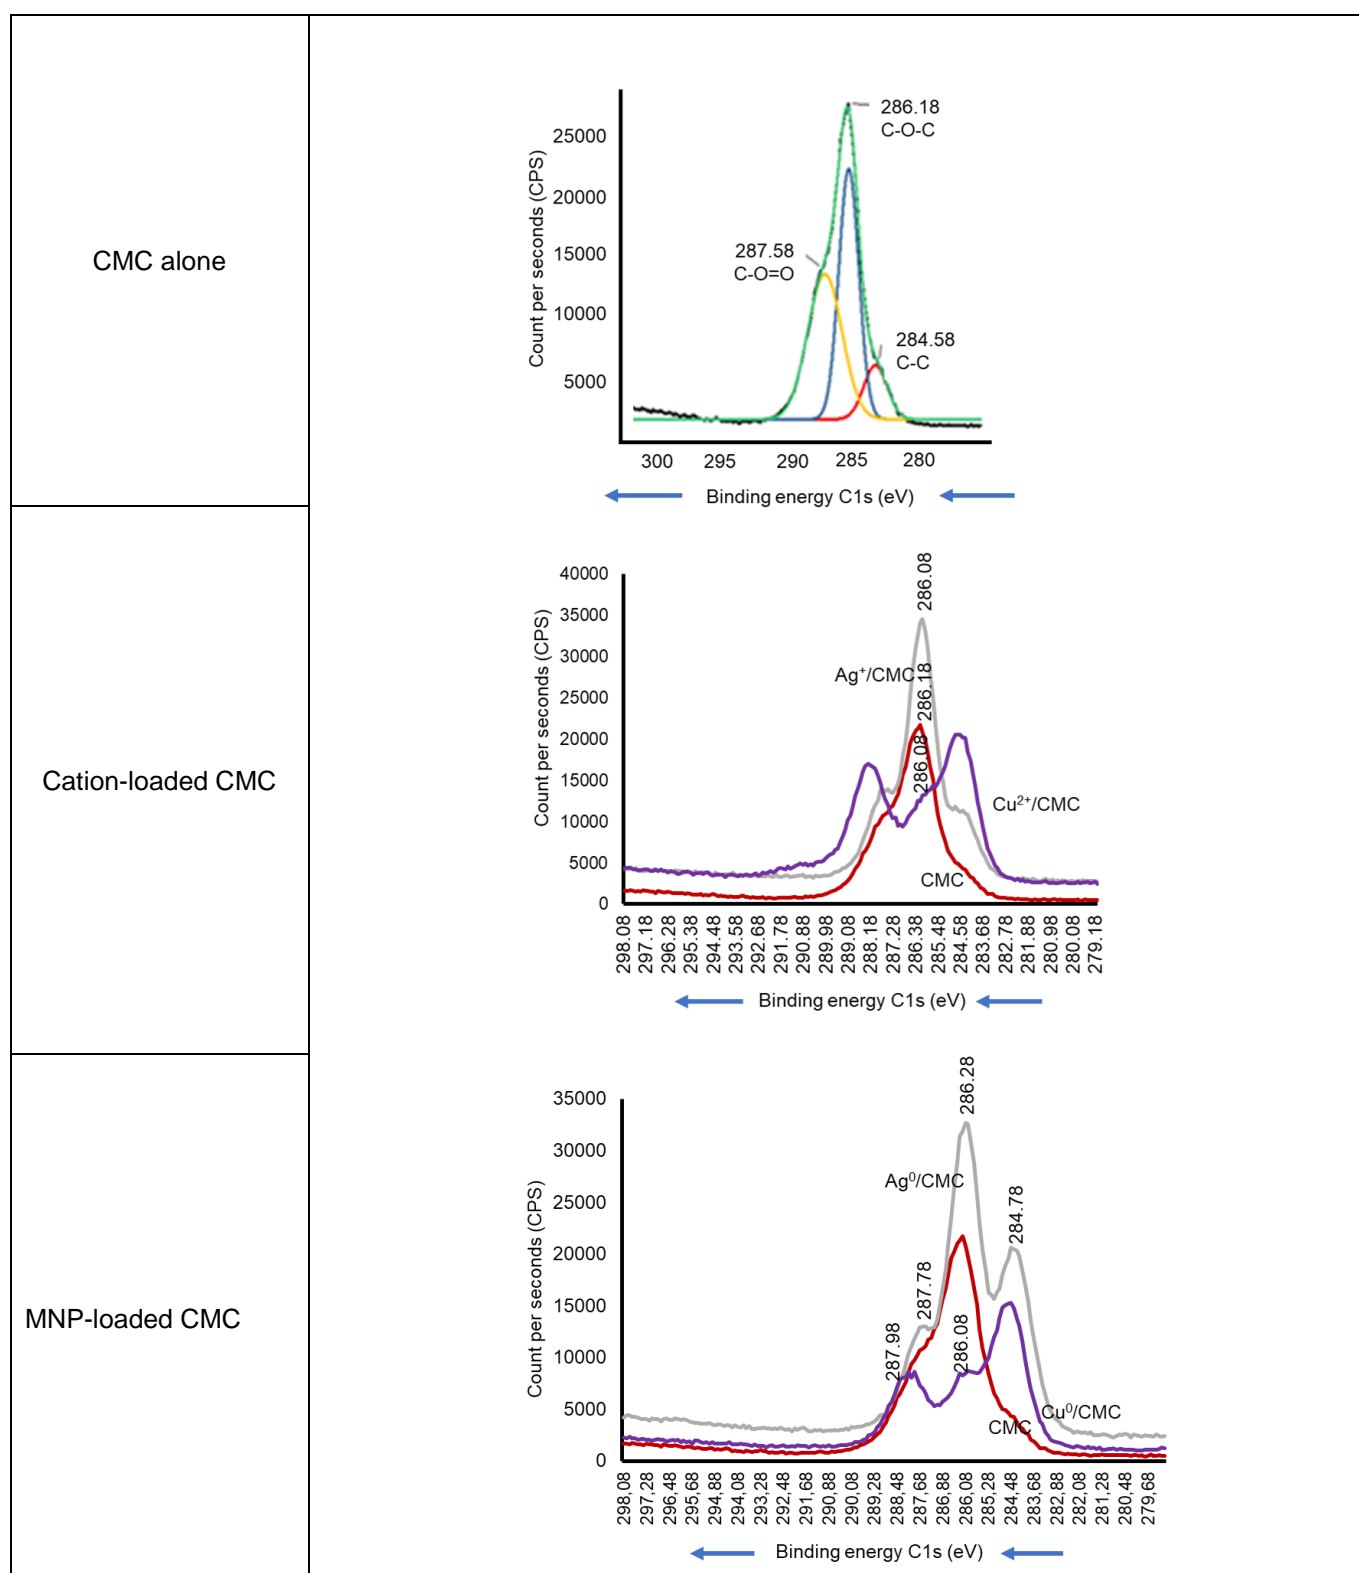 CMC alone
Count per seconds (CPS)
25000
20000
15000
10000
5000
286.18
C-O-C
287.58
C-O=O
284.58
C-C
300 295 290 285 280
Binding energy C1s (eV)
Cation-loaded CMC
Count per seconds (CPS)
40000
35000
30000
25000
20000
15000
10000
5000
0
286.08
Ag⁺/CMC
286.18
286.08
Cu²⁺/CMC
CMC
298.08 297.18 296.28 295.38 294.48 293.58 292.68 291.78 290.88 289.98 289.08 288.18 287.28 286.38 285.48 284.58 283.68 282.78 281.88 280.98 280.08 279.18
Binding energy C1s (eV)
MNP-loaded CMC
Count per seconds (CPS)
35000
30000
25000
20000
15000
10000
5000
0
286.28
Ag⁰/CMC
284.78
287.78
287.98
286.08
Cu⁰/CMC
CMC
298,08 297,28 296,48 295,68 294,88 294,08 293,28 292,48 291,68 290,88 290,08 289,28 288,48 287,68 286,88 286,08 285,28 284,48 283,68 282,88 282,08 281,28 280,48 279,68
Binding energy C1s (eV)